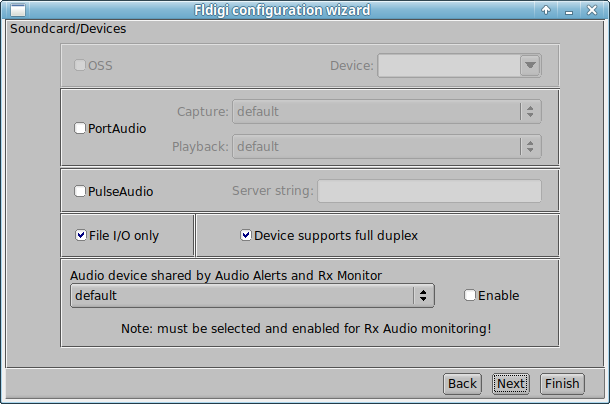 Fldigi configuration wizard
Soundcard/Devices
OSS
Device:
PortAudio
Capture:
default
Playback:
default
PulseAudio
Server string:
File I/O only
Device supports full duplex
Audio device shared by Audio Alerts and Rx Monitor
default
Enable
Note: must be selected and enabled for Rx Audio monitoring!
Back
Next
Finish